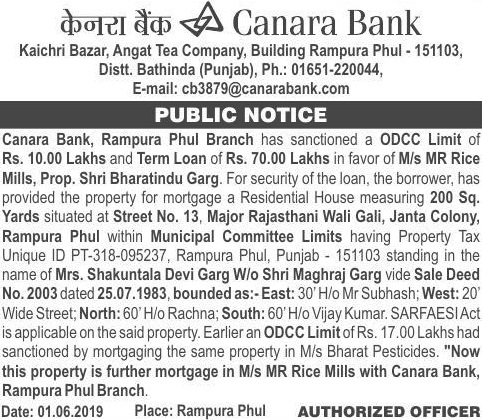 केनरा बैंक Canara Bank
Kaichri Bazar, Angat Tea Company, Building Rampura Phul - 151103,
Distt. Bathinda (Punjab), Ph.: 01651-220044,
E-mail: cb3879@canarabank.com
PUBLIC NOTICE
Canara Bank, Rampura Phul Branch has sanctioned a ODCC Limit of
Rs. 10.00 Lakhs and Term Loan of Rs. 70.00 Lakhs in favor of M/s MR Rice
Mills, Prop. Shri Bharatindu Garg. For security of the loan, the borrower, has
provided the property for mortgage a Residential House measuring 200 Sq.
Yards situated at Street No. 13, Major Rajasthani Wali Gali, Janta Colony,
Rampura Phul within Municipal Committee Limits having Property Tax
Unique ID PT-318-095237, Rampura Phul, Punjab - 151103 standing in the
name of Mrs. Shakuntala Devi Garg W/o Shri Maghraj Garg vide Sale Deed
No. 2003 dated 25.07.1983, bounded as:- East: 30' H/o Mr Subhash; West: 20'
Wide Street; North: 60' H/o Rachna; South: 60' H/o Vijay Kumar. SARFAESI Act
is applicable on the said property. Earlier an ODCC Limit of Rs. 17.00 Lakhs had
sanctioned by mortgaging the same property in M/s Bharat Pesticides. "Now
this property is further mortgage in M/s MR Rice Mills with Canara Bank,
Rampura Phul Branch.
Date: 01.06.2019 Place: Rampura Phul AUTHORIZED OFFICER